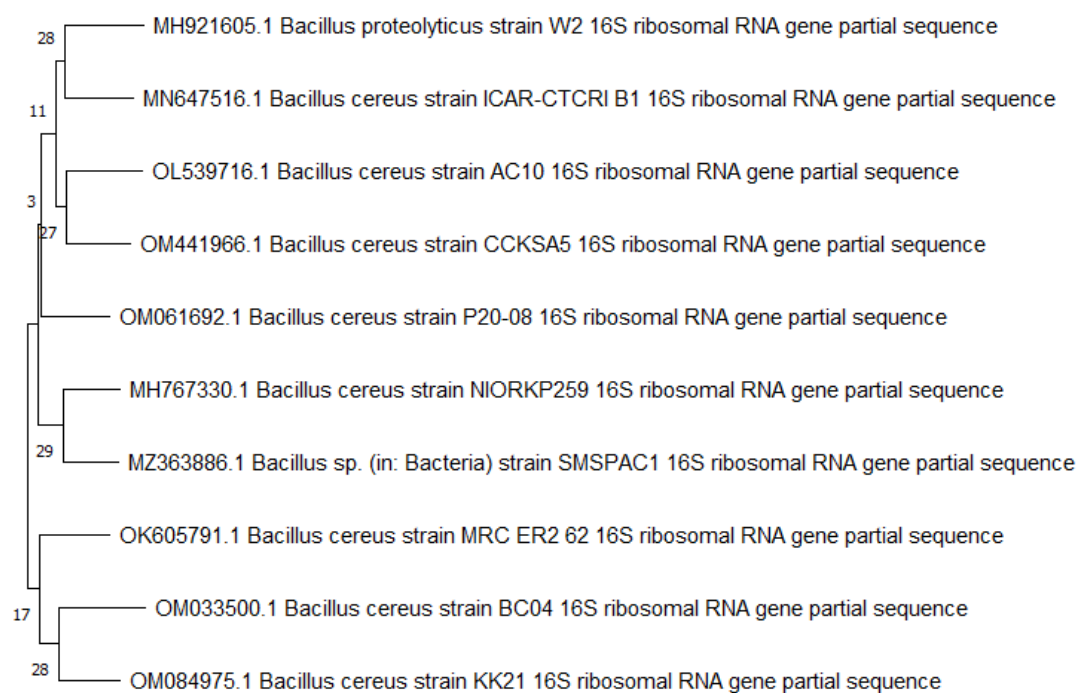 28
MH921605.1 Bacillus proteolyticus strain W2 16S ribosomal RNA gene partial sequence
MN647516.1 Bacillus cereus strain ICAR-CTCRI B1 16S ribosomal RNA gene partial sequence
11
OL539716.1 Bacillus cereus strain AC10 16S ribosomal RNA gene partial sequence
3
27
OM441966.1 Bacillus cereus strain CCKSA5 16S ribosomal RNA gene partial sequence
OM061692.1 Bacillus cereus strain P20-08 16S ribosomal RNA gene partial sequence
MH767330.1 Bacillus cereus strain NIORKP259 16S ribosomal RNA gene partial sequence
29
MZ363886.1 Bacillus sp. (in: Bacteria) strain SMSPAC1 16S ribosomal RNA gene partial sequence
OK605791.1 Bacillus cereus strain MRC ER2 62 16S ribosomal RNA gene partial sequence
17
OM033500.1 Bacillus cereus strain BC04 16S ribosomal RNA gene partial sequence
28
OM084975.1 Bacillus cereus strain KK21 16S ribosomal RNA gene partial sequence